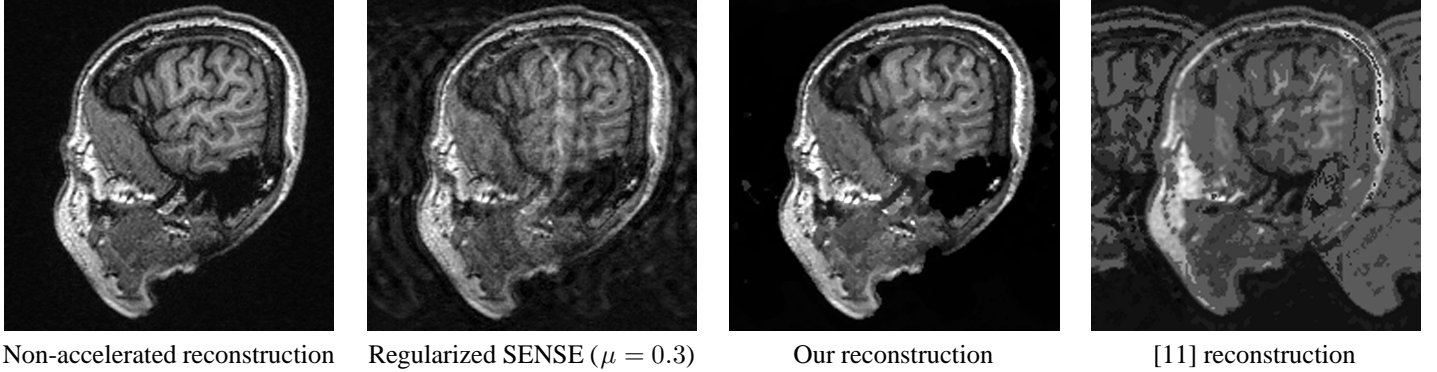 Non-accelerated reconstruction
Regularized SENSE (μ = 0.3)
Our reconstruction
[11] reconstruction